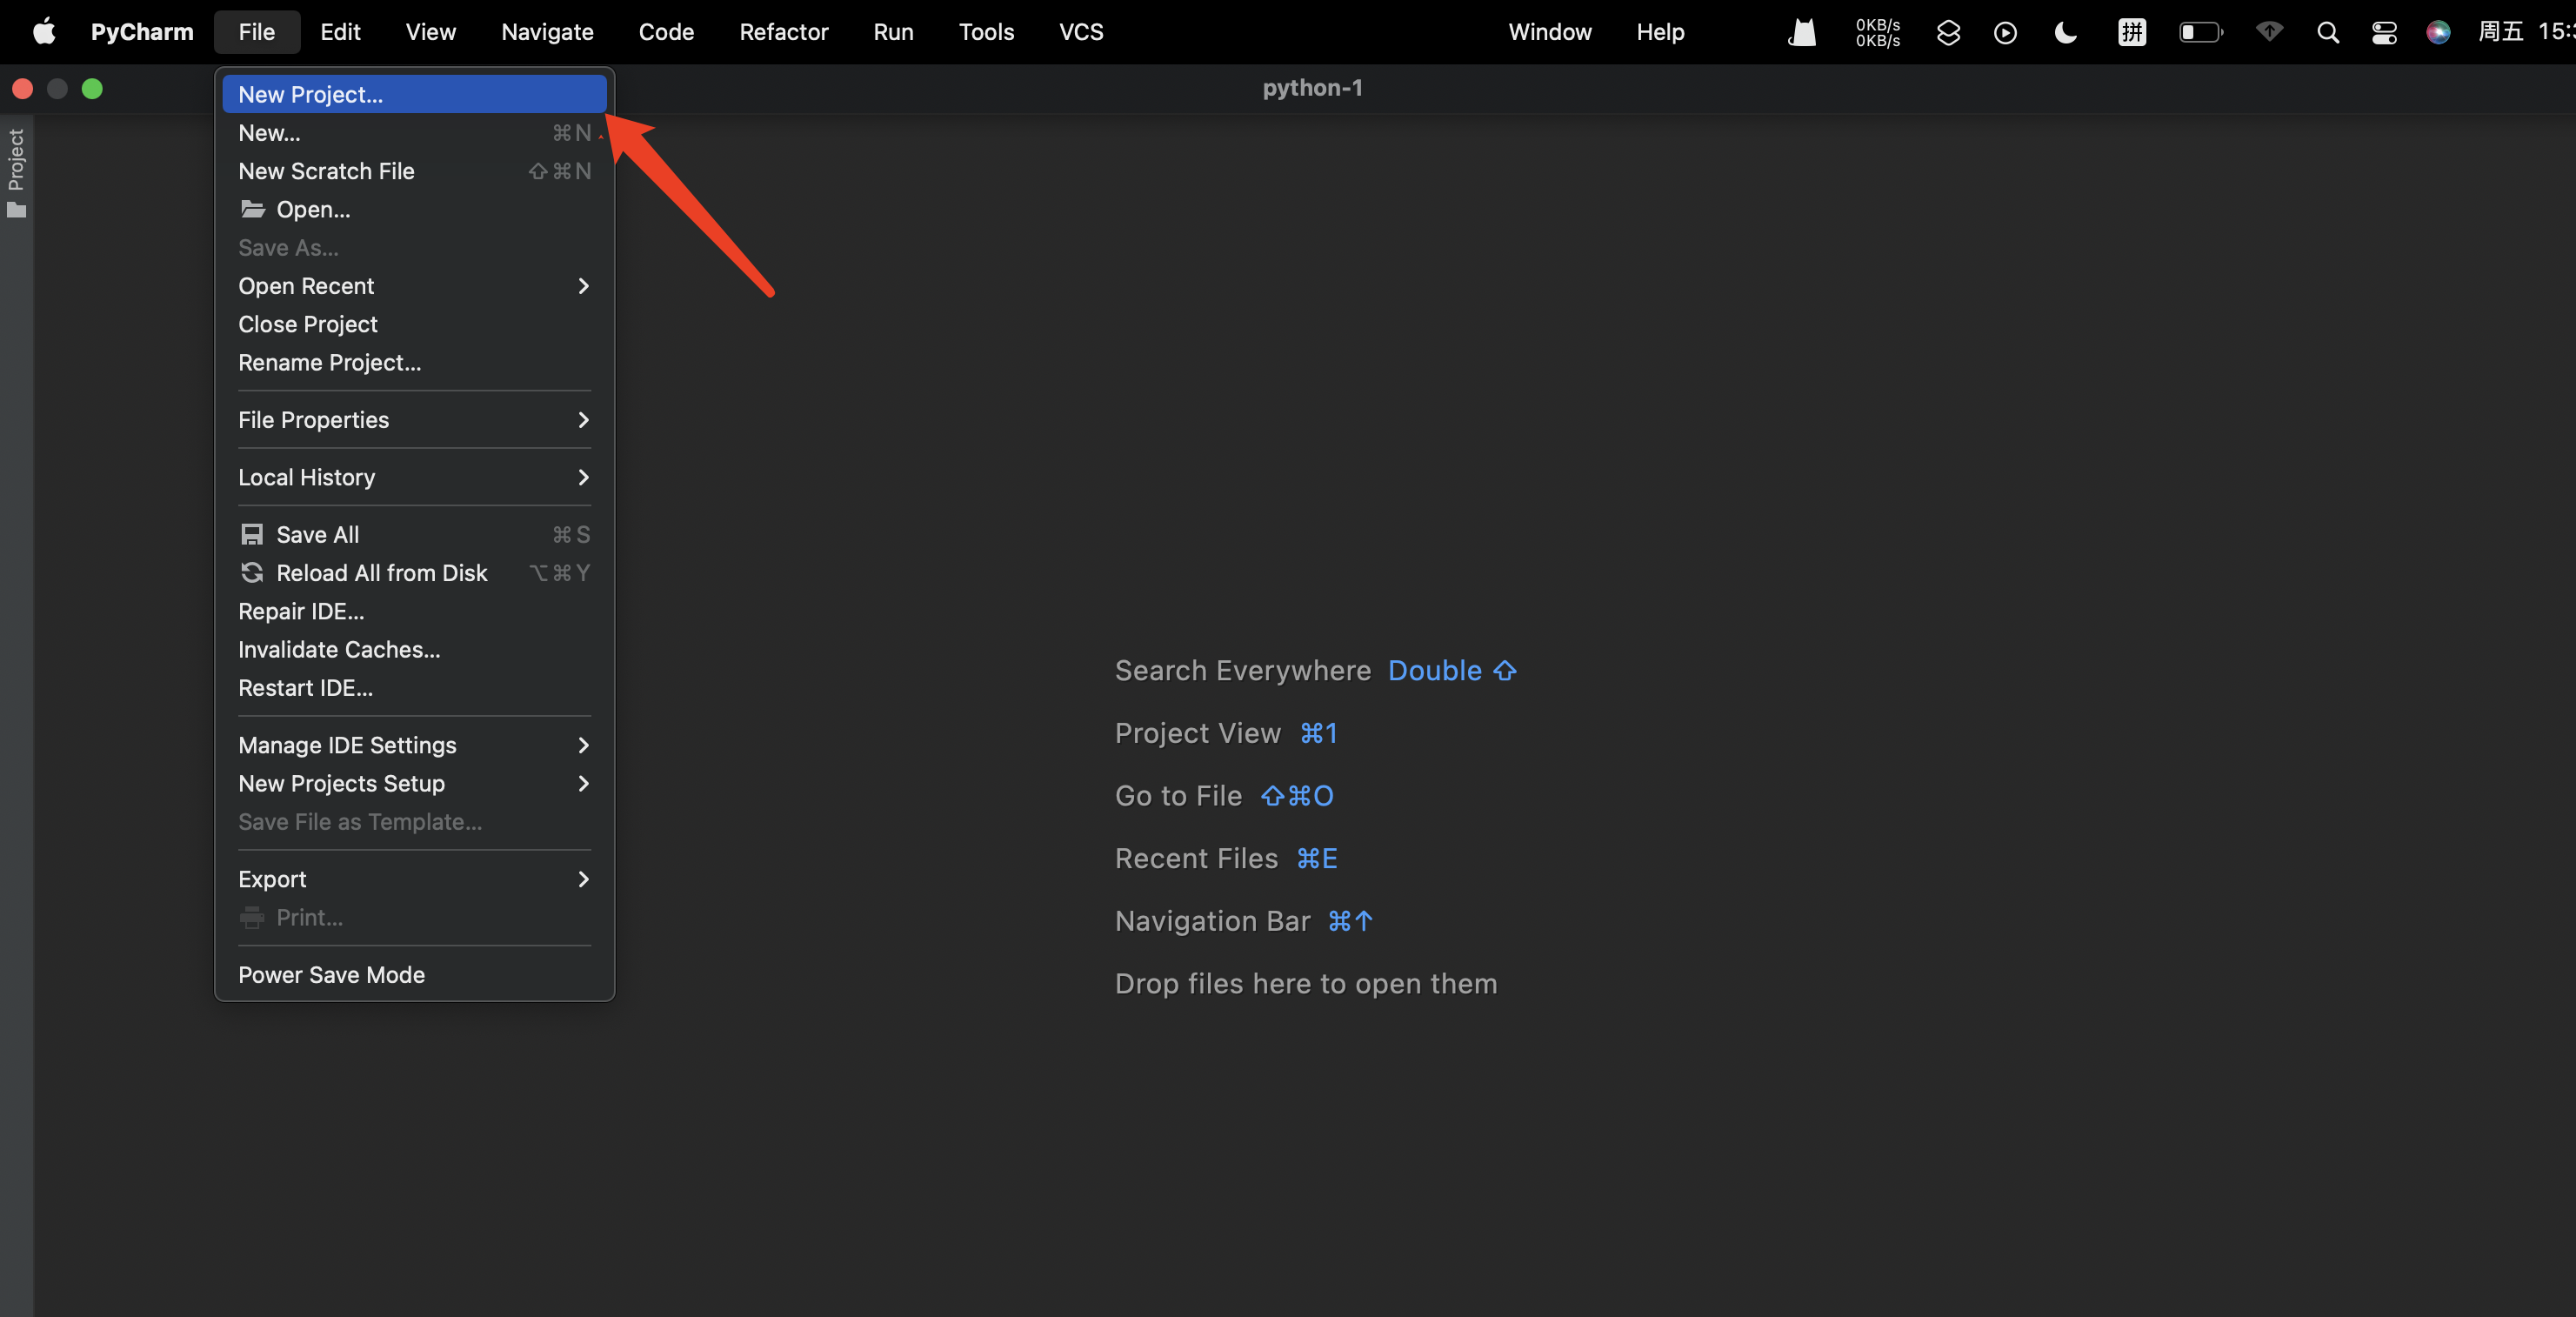 PyCharm File Edit View Navigate Code Refactor Run Tools VCS Window Help 0KB/s 拼 周五 15:
0KB/s
python-1
Project
New Project...
New... ⌘N
New Scratch File ⇧⌘N
Open...
Save As...
Open Recent
Close Project
Rename Project...
File Properties
Local History
Save All ⌘S
Reload All from Disk ⌥⌘Y
Repair IDE...
Invalidate Caches...
Restart IDE...
Manage IDE Settings
New Projects Setup
Save File as Template...
Export
Print...
Power Save Mode
Search Everywhere Double ⇧
Project View ⌘1
Go to File ⇧⌘O
Recent Files ⌘E
Navigation Bar ⌘↑
Drop files here to open them